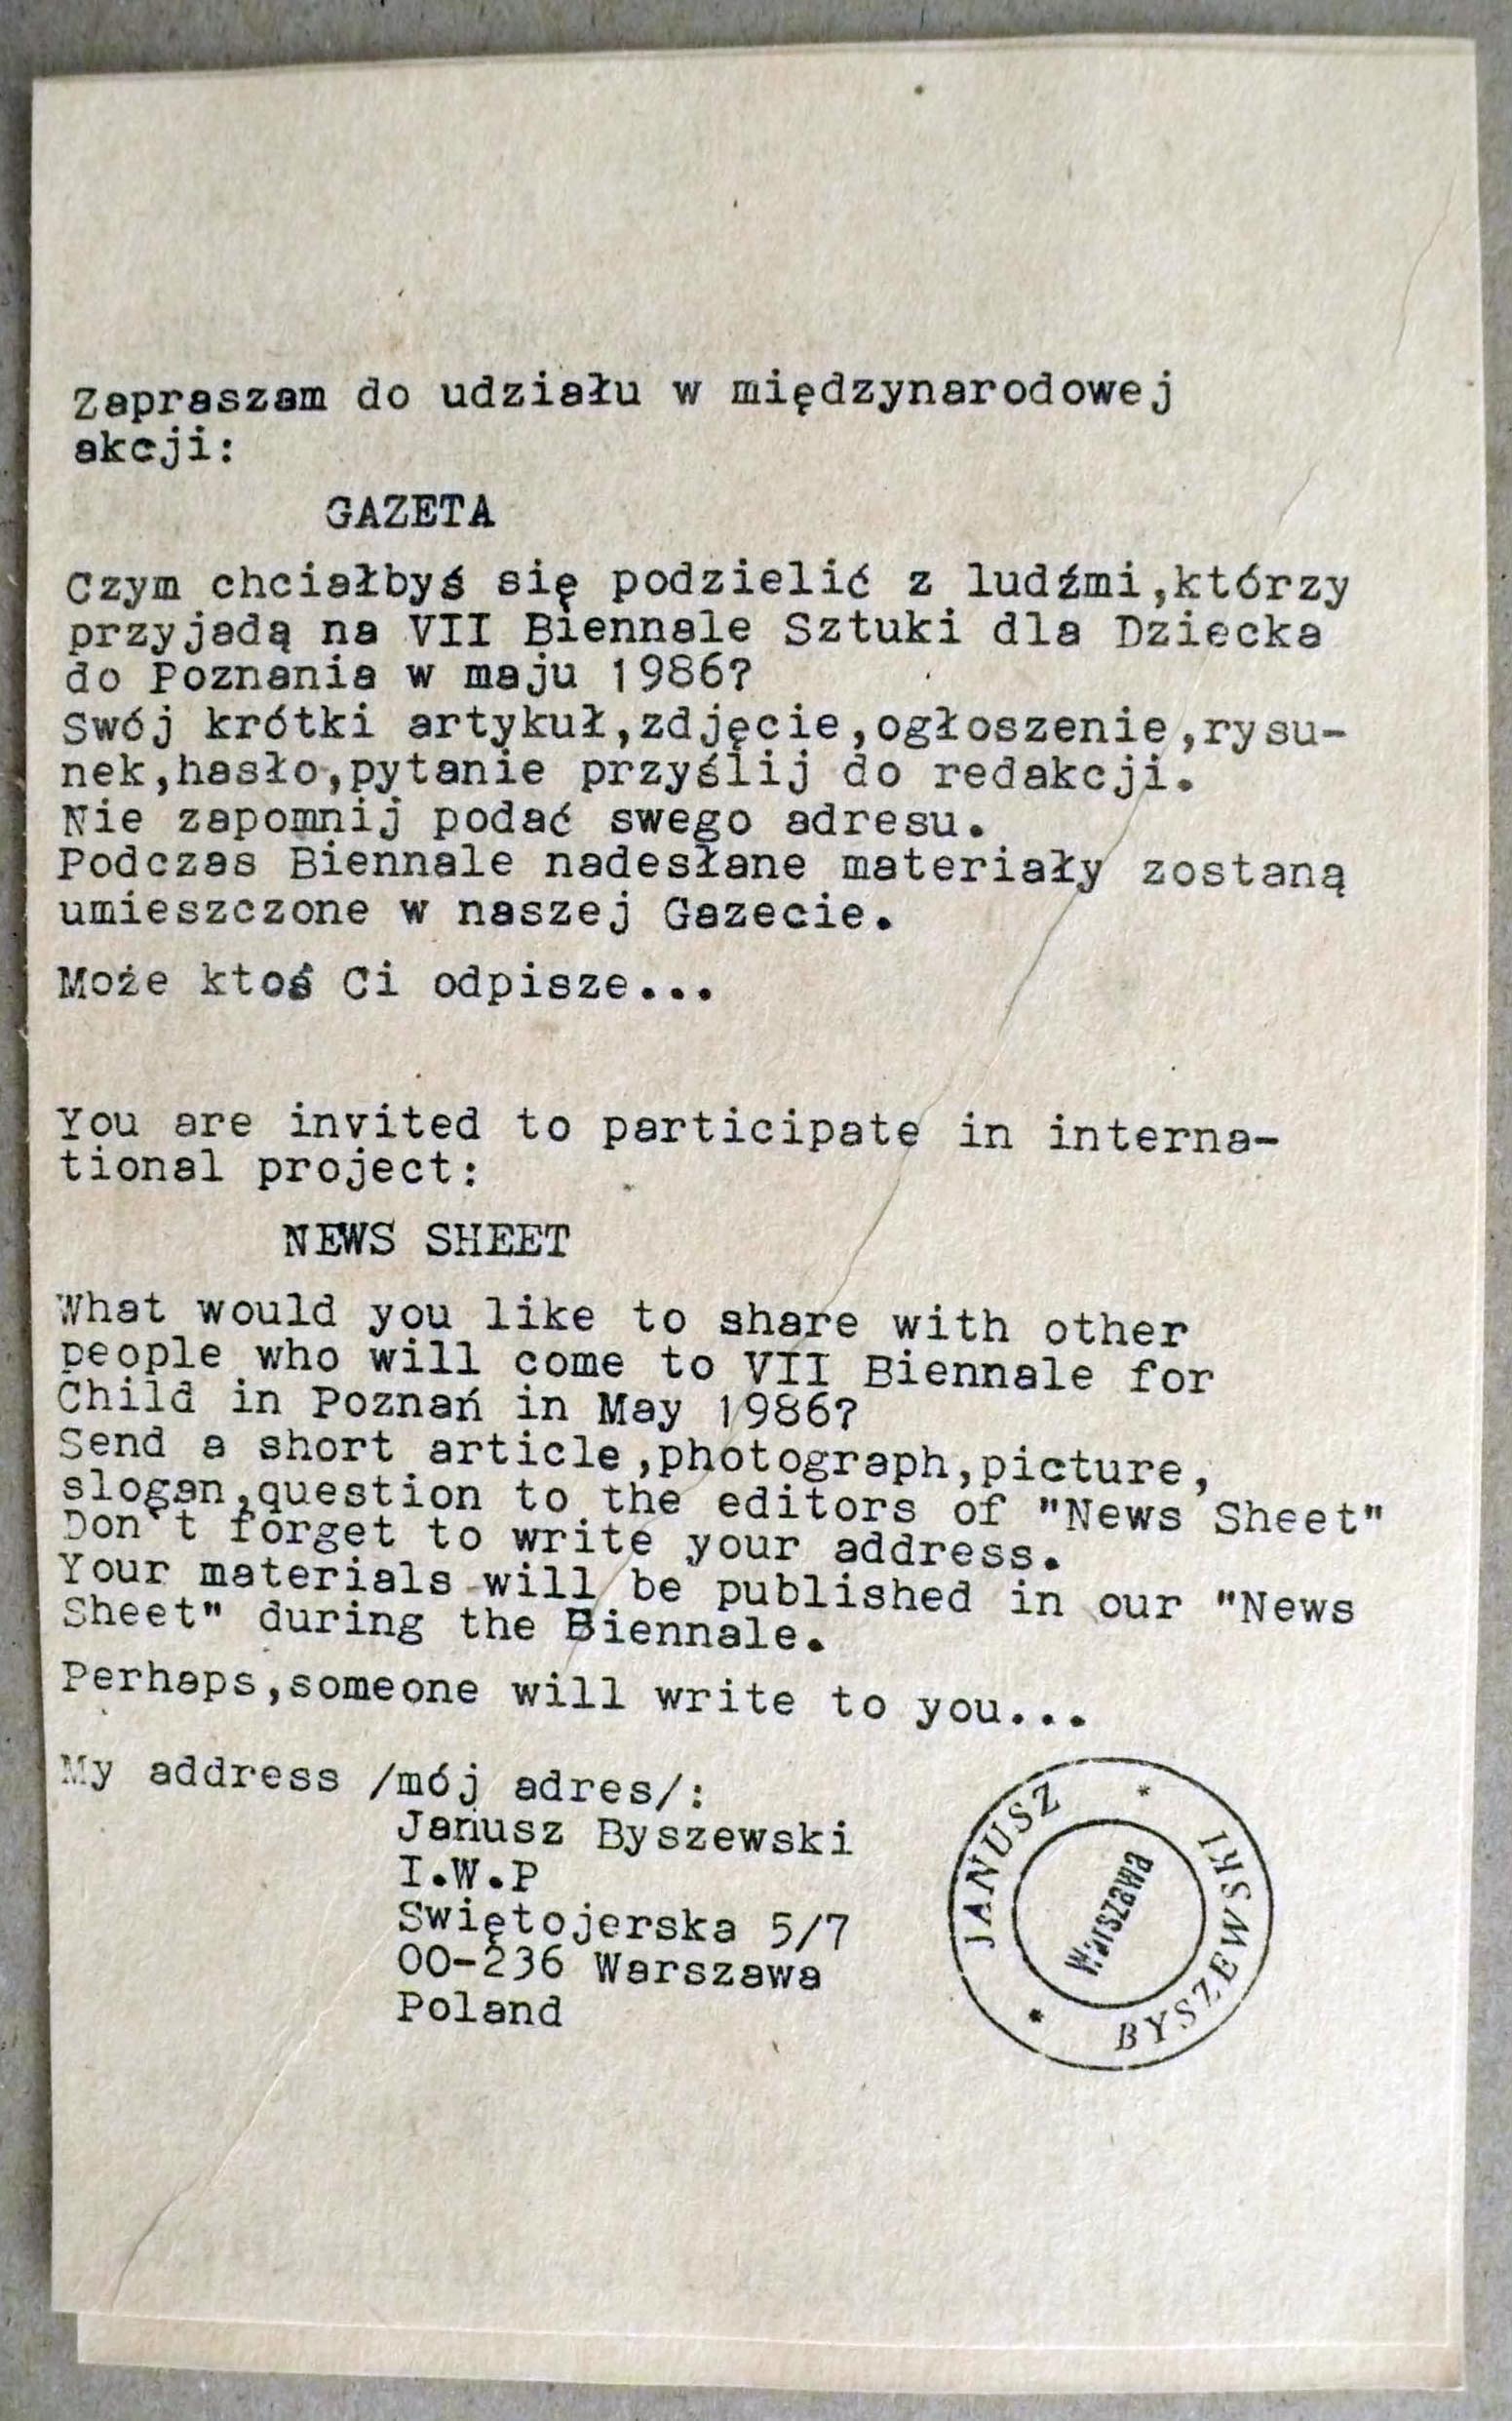 Zapraszam do udziału w międzynarodowej
akcji:
GAZETA
Czym chciałbyś się podzielić z ludźmi,którzy
przyjadą na VII Biennale Sztuki dla Dziecka
do Poznania w maju 1986?
Swój krótki artykuł,zdjęcie,ogłoszenie,rysu-
nek,hasło,pytanie przyślij do redakcji.
Nie zapomnij podać swego adresu.
Podczas Biennale nadesłane materiały zostaną
umieszczone w naszej Gazecie.
Może ktoś Ci odpisze...
You are invited to participate in interna-
tional project:
NEWS SHEET
What would you like to share with other
people who will come to VII Biennale for
Child in Poznań in May 1986?
Send a short article,photograph,picture,
slogan,question to the editors of "News Sheet"
Don't forget to write your address.
Your materials will be published in our "News
Sheet" during the Biennale.
Perhaps,someone will write to you...
My address /mój adres/:
Janusz Byszewski
I.W.P
Swiętojerska 5/7
00-236 Warszawa
Poland
JANUSZ * BYSZEWSKI *
Warszawa